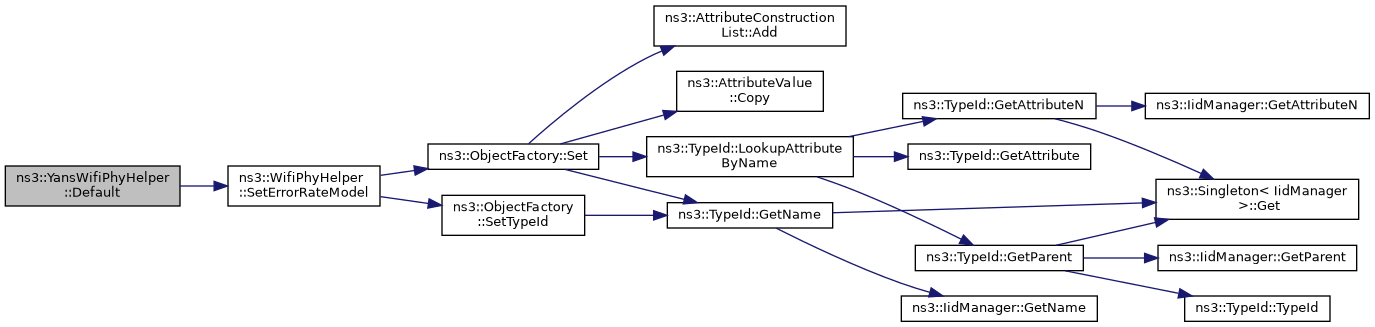 ns3::YansWifiPhyHelper
::Default
ns3::WifiPhyHelper
::SetErrorRateModel
ns3::ObjectFactory::Set
ns3::ObjectFactory
::SetTypeId
ns3::AttributeConstruction
List::Add
ns3::AttributeValue
::Copy
ns3::TypeId::LookupAttribute
ByName
ns3::TypeId::GetName
ns3::TypeId::GetAttributeN
ns3::TypeId::GetAttribute
ns3::TypeId::GetParent
ns3::IidManager::GetName
ns3::IidManager::GetAttributeN
ns3::Singleton< IidManager
>::Get
ns3::IidManager::GetParent
ns3::TypeId::TypeId